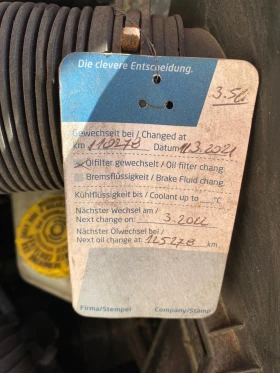 Die clevere Entscheidung.
3.5L
Gewechselt bei / Changed at
km 110278 Datum 11.3.2021
Ölfilter gewechselt / Oil filter chang
Bremsflüssigkeit / Brake Fluid chang
Kühlflüssigkeit bis / Coolant up to °C
Nächster Wechsel am /
Next change on: 3.2022
Nächster Ölwechsel bei /
Next oil change at: 125278 km
Firma/Stempel Company/Stamp